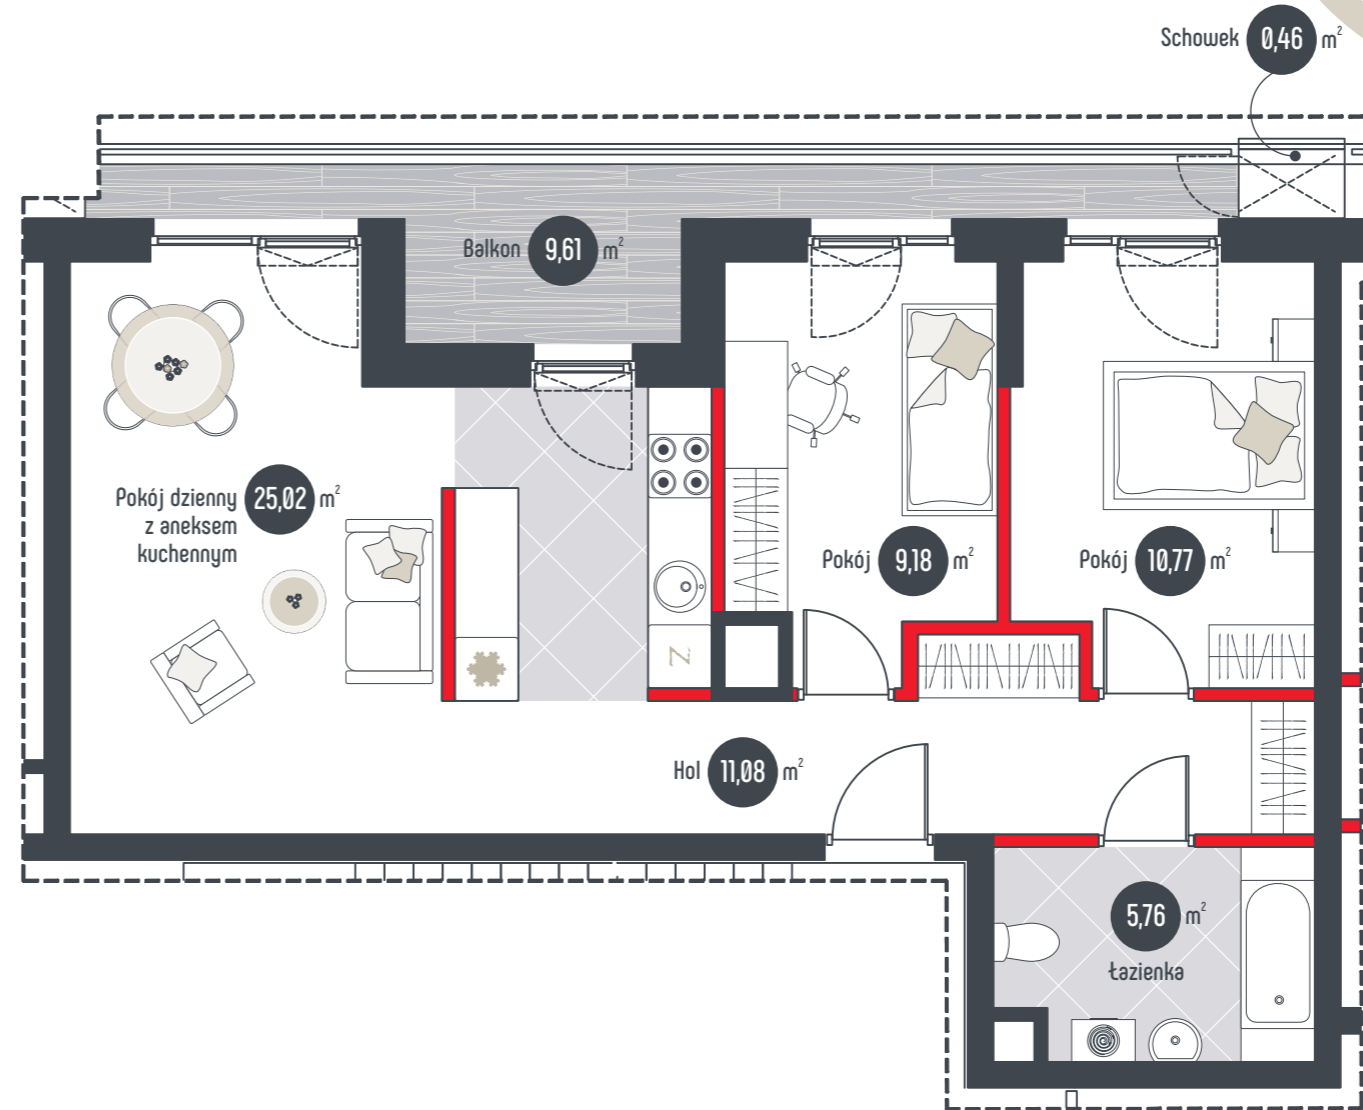 Schowek 0,46 m²
Balkon 9,61 m²
Pokój dzienny 25,02 m²
z aneksem
kuchennym
Pokój 9,18 m²
Pokój 10,77 m²
Z
Hol 11,08 m²
5,76 m²
Łazienka